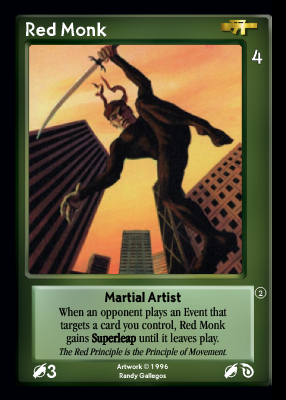 Red Monk
4
Martial Artist
2
When an opponent plays an Event that
targets a card you control, Red Monk
gains Superleap until it leaves play.
The Red Principle is the Principle of Movement.
3
Artwork © 1996
Randy Gallegos